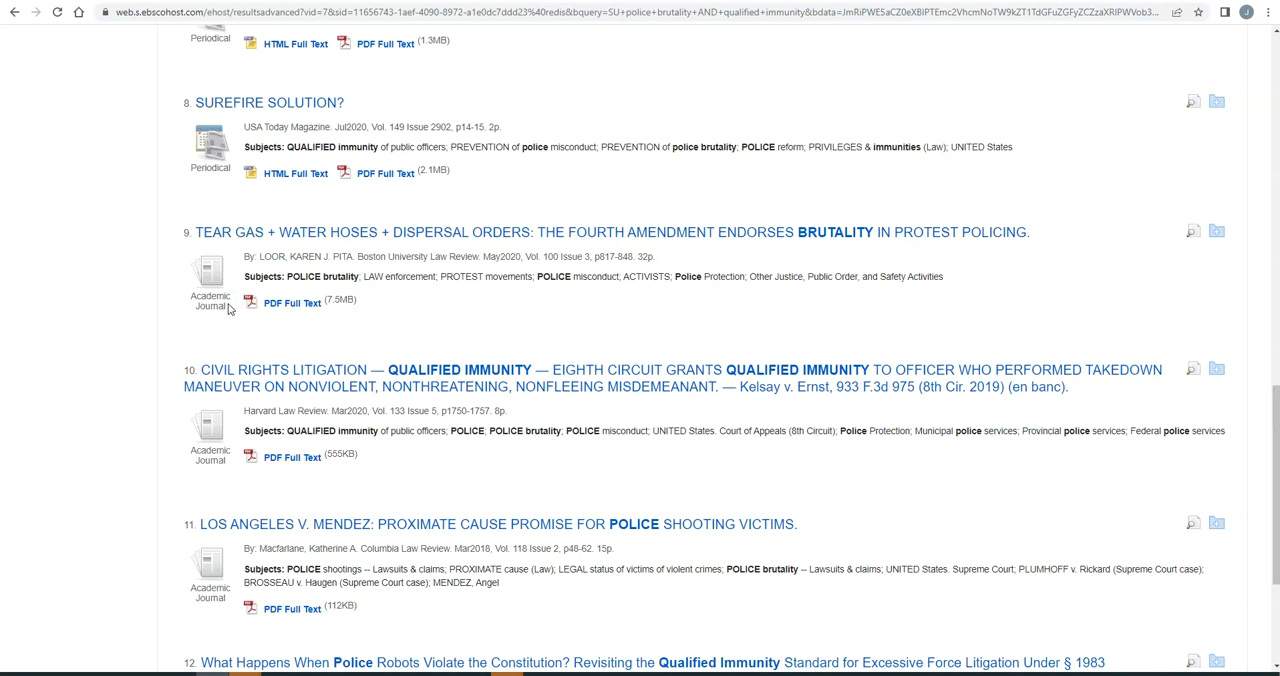 web.s.ebscohost.com/ehost/resultsadvanced?vid=7&sid=11656743-1aef-4090-8972-a1e0dc7ddd23%40redis&bquery=SU+police+brutality+AND+qualified+immunity&bdata=JmRiPWE5aCZ0eXBlPTEmc2VhcmNoTW9kZT1TdGFuZGFyZCZzaXRlPWVob3...
J
Periodical
HTML Full Text PDF Full Text (1.3MB)
8. SUREFIRE SOLUTION?
USA Today Magazine. Jul2020, Vol. 149 Issue 2902, p14-15. 2p.
Subjects: QUALIFIED immunity of public officers; PREVENTION of police misconduct; PREVENTION of police brutality; POLICE reform; PRIVILEGES & immunities (Law); UNITED States
Periodical
HTML Full Text PDF Full Text (2.1MB)
9. TEAR GAS + WATER HOSES + DISPERSAL ORDERS: THE FOURTH AMENDMENT ENDORSES BRUTALITY IN PROTEST POLICING.
By: LOOR, KAREN J. PITA. Boston University Law Review. May2020, Vol. 100 Issue 3, p817-848. 32p.
Subjects: POLICE brutality; LAW enforcement; PROTEST movements; POLICE misconduct; ACTIVISTS; Police Protection; Other Justice, Public Order, and Safety Activities
Academic
Journal
PDF Full Text (7.5MB)
10. CIVIL RIGHTS LITIGATION — QUALIFIED IMMUNITY — EIGHTH CIRCUIT GRANTS QUALIFIED IMMUNITY TO OFFICER WHO PERFORMED TAKEDOWN
MANEUVER ON NONVIOLENT, NONTHREATENING, NONFLEEING MISDEMEANANT. — Kelsay v. Ernst, 933 F.3d 975 (8th Cir. 2019) (en banc).
Harvard Law Review. Mar2020, Vol. 133 Issue 5, p1750-1757. 8p.
Subjects: QUALIFIED immunity of public officers; POLICE; POLICE brutality; POLICE misconduct; UNITED States. Court of Appeals (8th Circuit); Police Protection; Municipal police services; Provincial police services; Federal police services
Academic
Journal
PDF Full Text (555KB)
11. LOS ANGELES V. MENDEZ: PROXIMATE CAUSE PROMISE FOR POLICE SHOOTING VICTIMS.
By: Macfarlane, Katherine A. Columbia Law Review. Mar2018, Vol. 118 Issue 2, p48-62. 15p.
Subjects: POLICE shootings -- Lawsuits & claims; PROXIMATE cause (Law); LEGAL status of victims of violent crimes; POLICE brutality -- Lawsuits & claims; UNITED States. Supreme Court; PLUMHOFF v. Rickard (Supreme Court case);
BROSSEAU v. Haugen (Supreme Court case); MENDEZ, Angel
Academic
Journal
PDF Full Text (112KB)
12. What Happens When Police Robots Violate the Constitution? Revisiting the Qualified Immunity Standard for Excessive Force Litigation Under § 1983